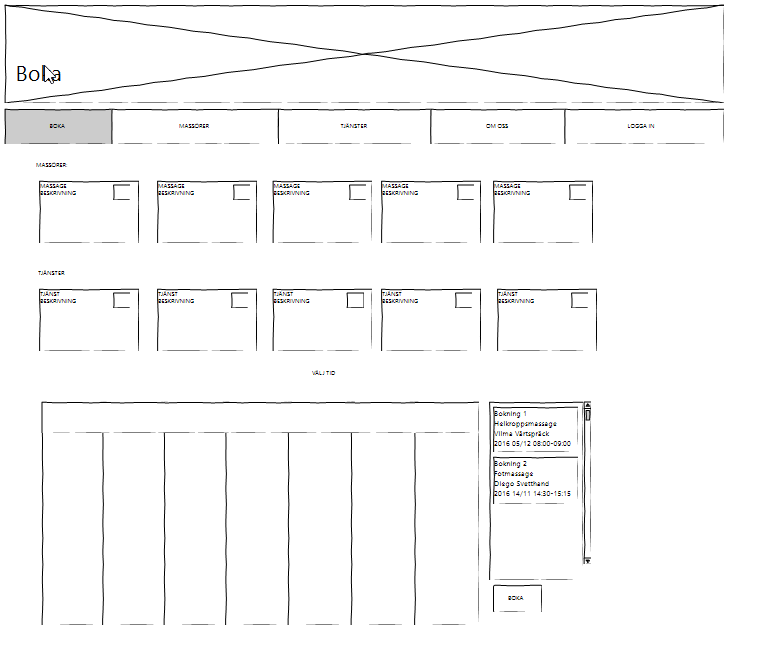 Boka
BOKA
MASSÖRER
TJÄNSTER
OM OSS
LOGGA IN
MASSÖRER:
MASSAGE
BESKRIVNING
MASSAGE
BESKRIVNING
MASSAGE
BESKRIVNING
MASSAGE
BESKRIVNING
MASSAGE
BESKRIVNING
TJÄNSTER
TJÄNST
BESKRIVNING
TJÄNST
BESKRIVNING
TJÄNST
BESKRIVNING
TJÄNST
BESKRIVNING
TJÄNST
BESKRIVNING
VÄLJ TID
Bokning 1
Helkroppsmassage
Vilma Vårtspräck
2016 05/12 08:00-09:00
Bokning 2
Fotmassage
Diego Svetthand
2016 14/11 14:30-15:15
BOKA